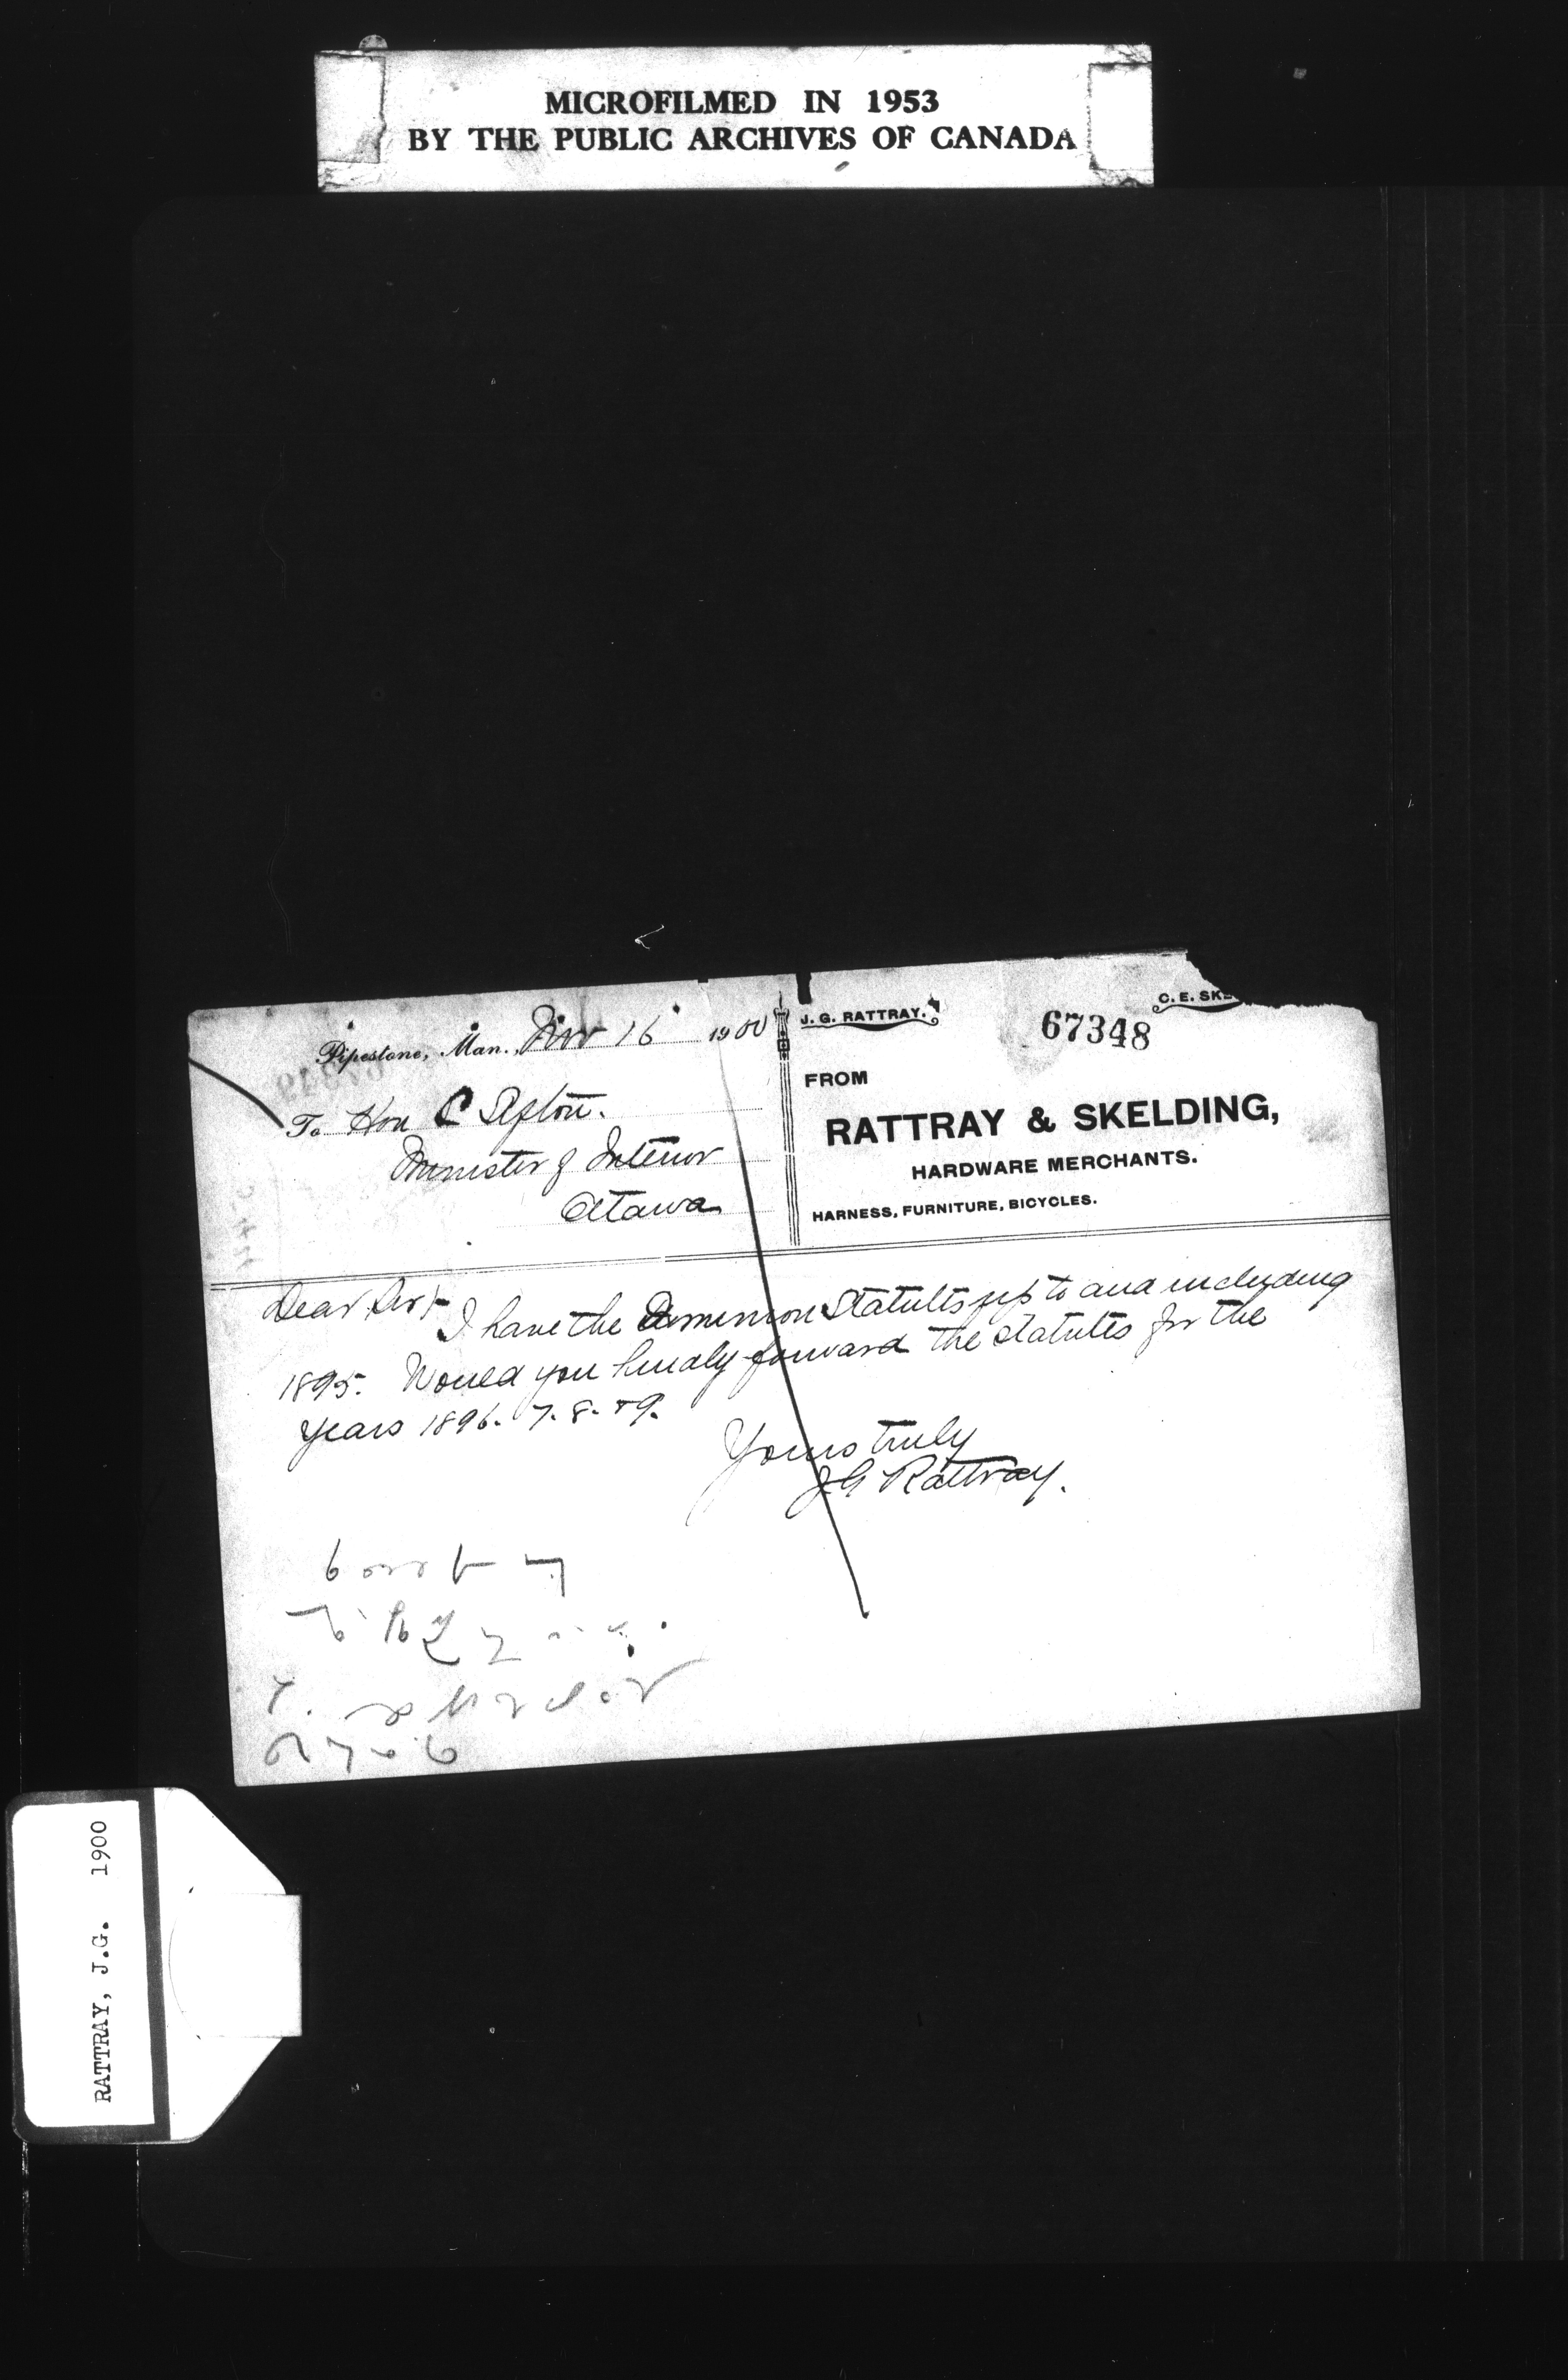 MICROFILMED IN 1953
BY THE PUBLIC ARCHIVES OF CANADA
J. G. RATTRAY.
C. E. SKE
67348
Pipestone, Man., Nov 16 1900
FROM
To Hon C Sifton.
RATTRAY & SKELDING,
Minister of Interior
HARDWARE MERCHANTS.
Ottawa
HARNESS, FURNITURE, BICYCLES.
Dear Sir:-
I have the Dominion Statutes up to and including
1895. Would you kindly forward the statutes for the
years 1896. 7. 8. & 9.
Yours truly
J G Rattray.
RATTRAY, J.G. 1900